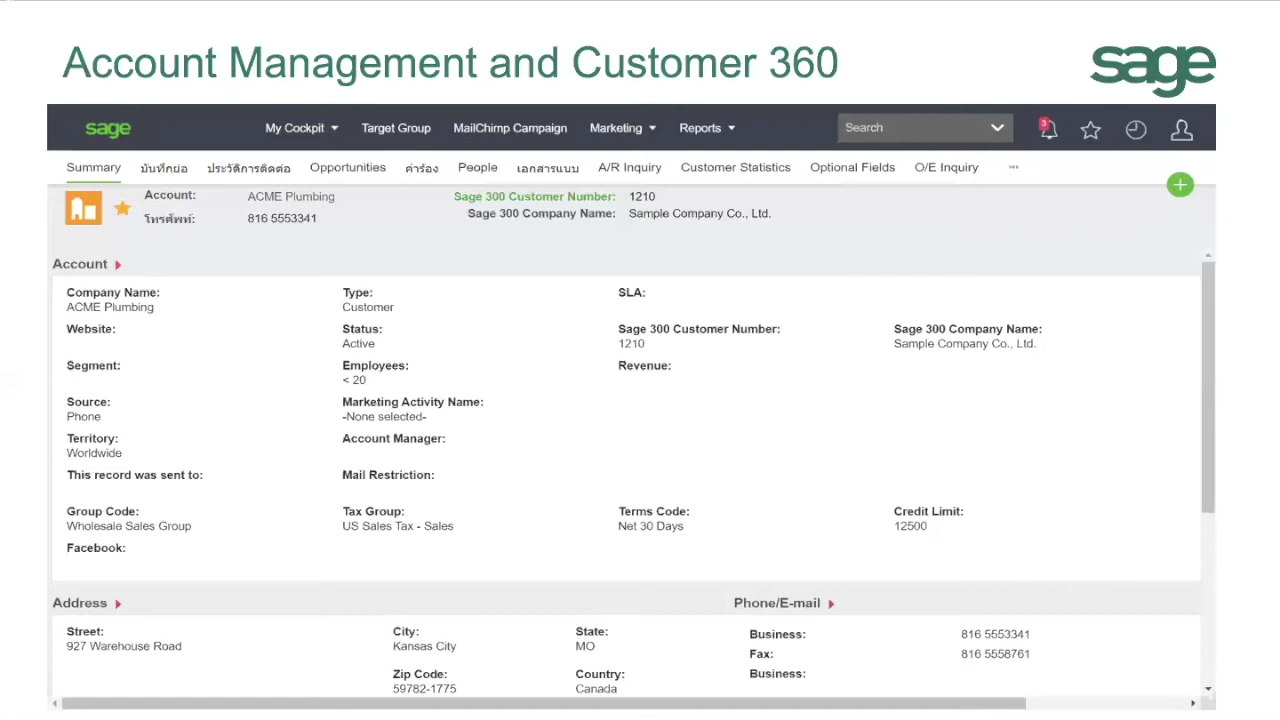 Account Management and Customer 360
sage
sage
My Cockpit Target Group MailChimp Campaign Marketing Reports Search 3
Summary บันทึกย่อ ประวัติการติดต่อ Opportunities คำร้อง People เอกสารแนบ A/R Inquiry Customer Statistics Optional Fields O/E Inquiry ...
Account: ACME Plumbing Sage 300 Customer Number: 1210
โทรศัพท์: 816 5553341 Sage 300 Company Name: Sample Company Co., Ltd.
Account
Company Name: Type: SLA:
ACME Plumbing Customer
Website: Status: Sage 300 Customer Number: Sage 300 Company Name:
Active 1210 Sample Company Co., Ltd.
Segment: Employees: Revenue:
< 20
Source: Marketing Activity Name:
Phone -None selected-
Territory: Account Manager:
Worldwide
This record was sent to: Mail Restriction:
Group Code: Tax Group: Terms Code: Credit Limit:
Wholesale Sales Group US Sales Tax - Sales Net 30 Days 12500
Facebook:
Address Phone/E-mail
Street: City: State: Business: 816 5553341
927 Warehouse Road Kansas City MO Fax: 816 5558761
Zip Code: Country: Business:
59782-1775 Canada